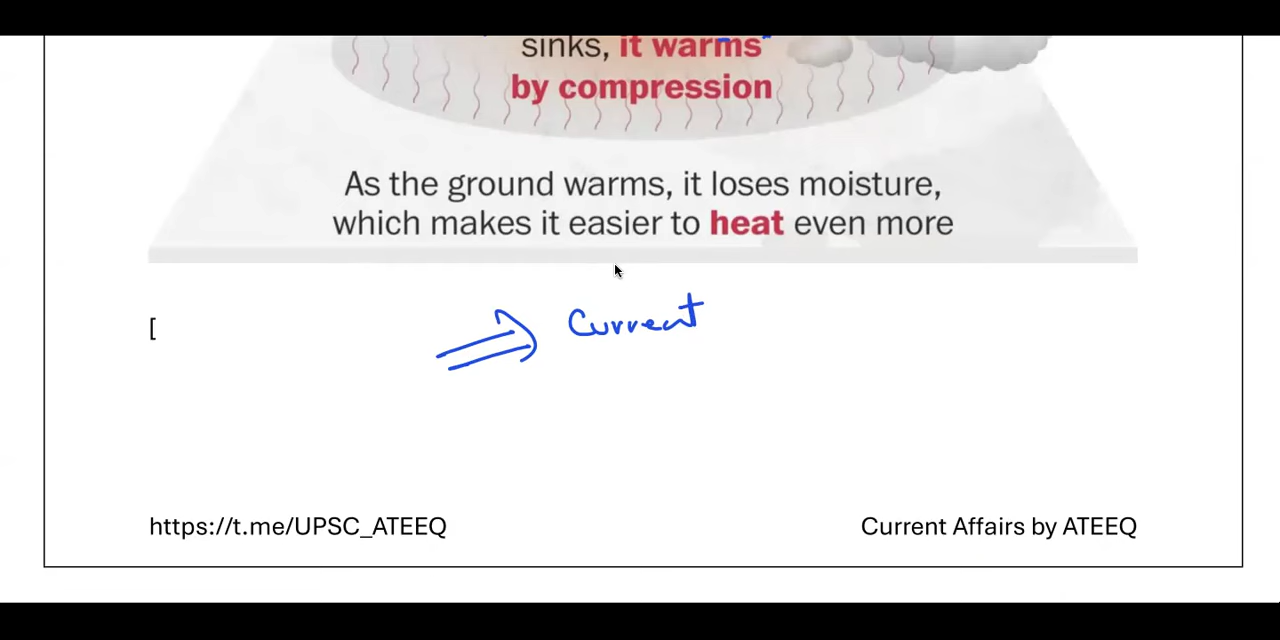 sinks, it warms
by compression
As the ground warms, it loses moisture,
which makes it easier to heat even more
[
Current
https://t.me/UPSC_ATEEQ
Current Affairs by ATEEQ